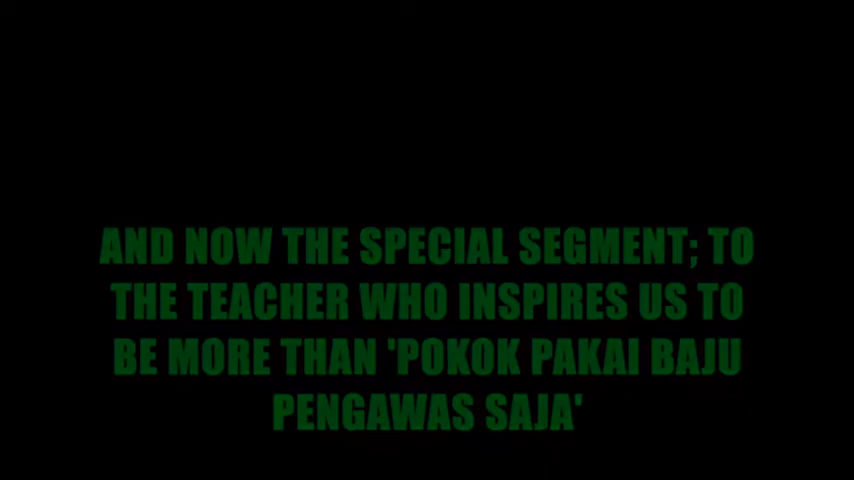 AND NOW THE SPECIAL SEGMENT; TO
THE TEACHER WHO INSPIRES US TO
BE MORE THAN 'POKOK PAKAI BAJU
PENGAWAS SAJA'